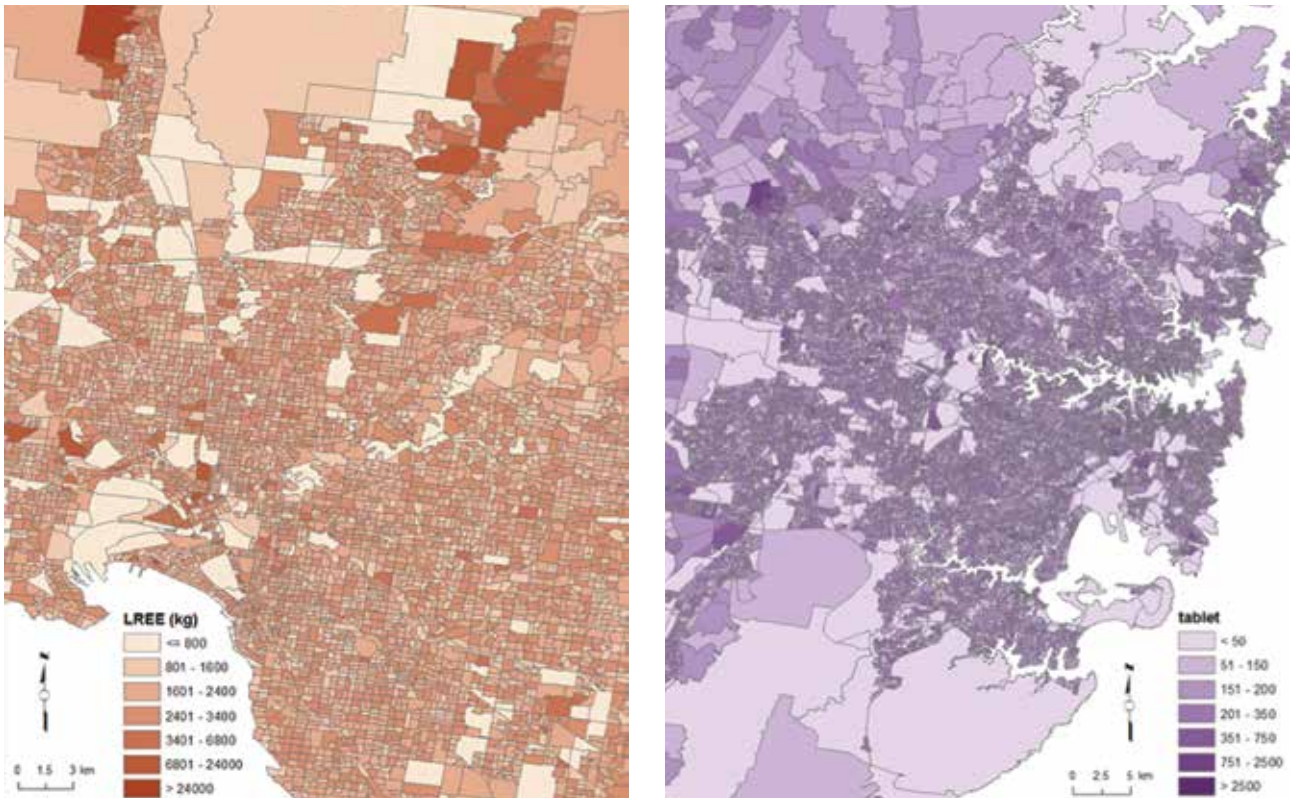 LREE (kg)
<= 800
801 - 1600
1601 - 2400
2401 - 3400
3401 - 6800
6801 - 24000
> 24000
N
0 1.5 3 km
tablet
< 50
51 - 150
151 - 200
201 - 350
351 - 750
751 - 2500
> 2500
N
0 2.5 5 km